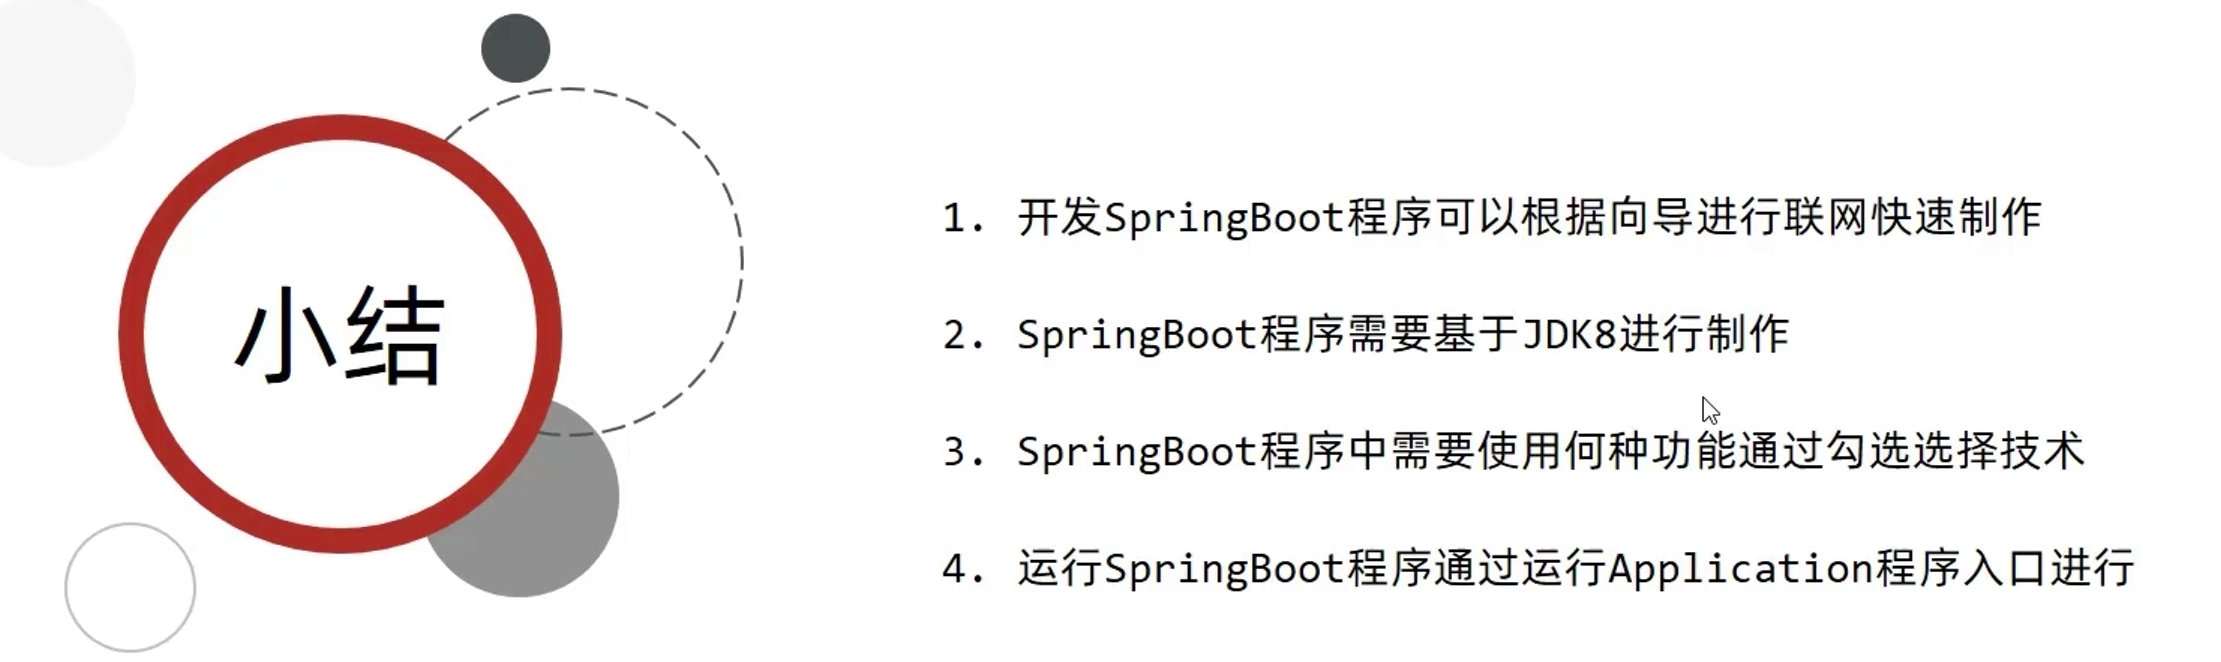 小结
1. 开发SpringBoot程序可以根据向导进行联网快速制作
2. SpringBoot程序需要基于JDK8进行制作
3. SpringBoot程序中需要使用何种功能通过勾选选择技术
4. 运行SpringBoot程序通过运行Application程序入口进行